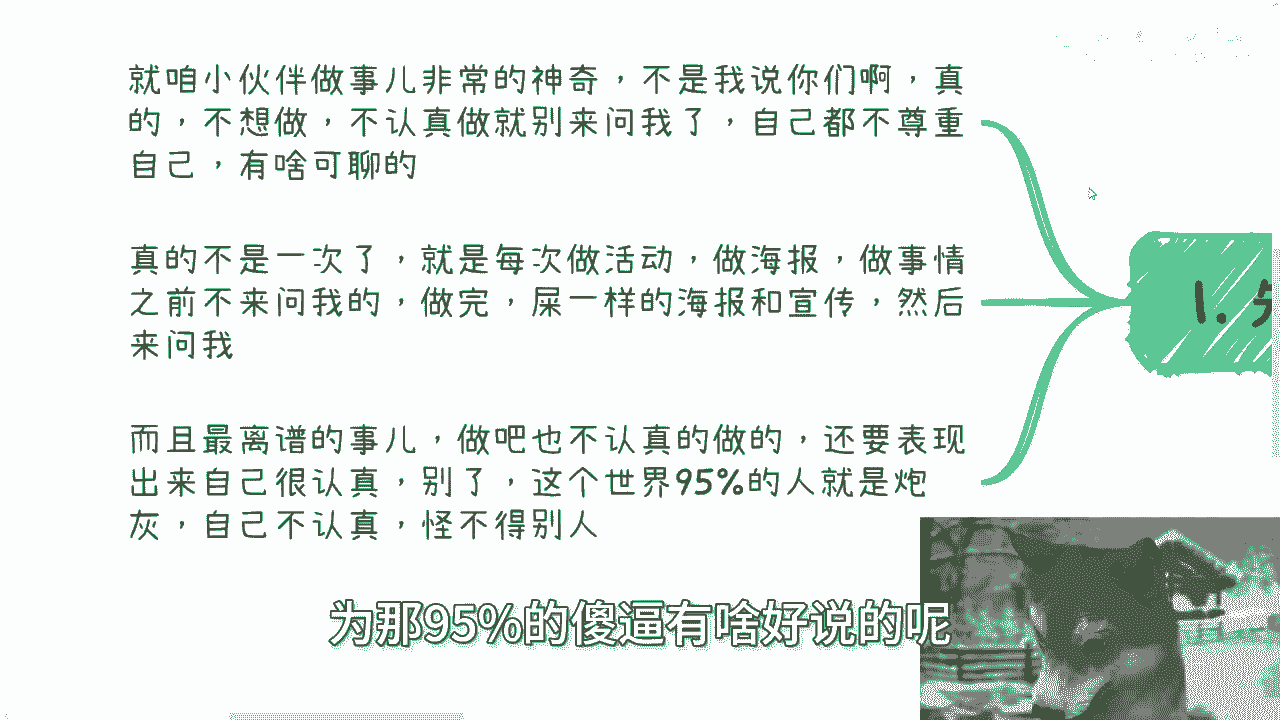 就咱小伙伴做事儿非常的神奇，不是我说你们啊，真
的，不想做，不认真做就别来问我了，自己都不尊重
自己，有啥可聊的
真的不是一次了，就是每次做活动，做海报，做事情
之前不来问我的，做完，屎一样的海报和宣传，然后
来问我
而且最离谱的事儿，做吧也不认真的做的，还要表现
出来自己很认真，别了，这个世界95%的人就是炮
灰，自己不认真，怪不得别人
1.
为那95%的傻逼有啥好说的呢